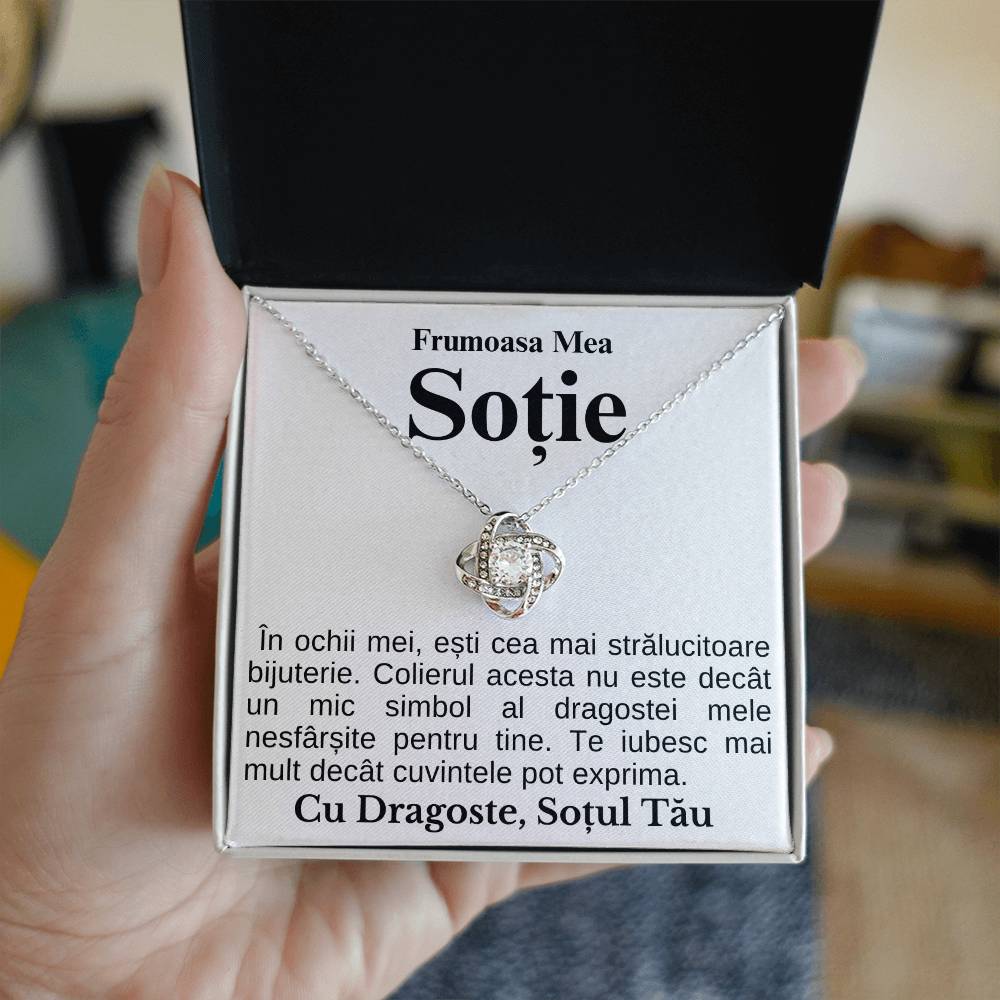 Frumoasa Mea
Soție
În ochii mei, ești cea mai strălucitoare
bijuterie. Colierul acesta nu este decât
un mic simbol al dragostei mele
nesfârșite pentru tine. Te iubesc mai
mult decât cuvintele pot exprima.
Cu Dragoste, Soțul Tău